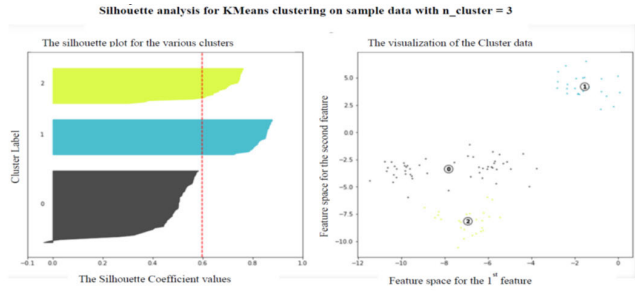 Silhouette analysis for KMeans clustering on sample data with n_cluster = 3
The silhouette plot for the various clusters
The visualization of the Cluster data
Cluster Label
2
1
0
-0.1 0.0 0.2 0.4 0.6 0.8 1.0
The Silhouette Coefficient values
Feature space for the second feature
5.0
2.5
0.0
-2.5
-5.0
-7.5
-10.0
1
0
2
-12 -10 -8 -6 -4 -2 0
Feature space for the 1st feature